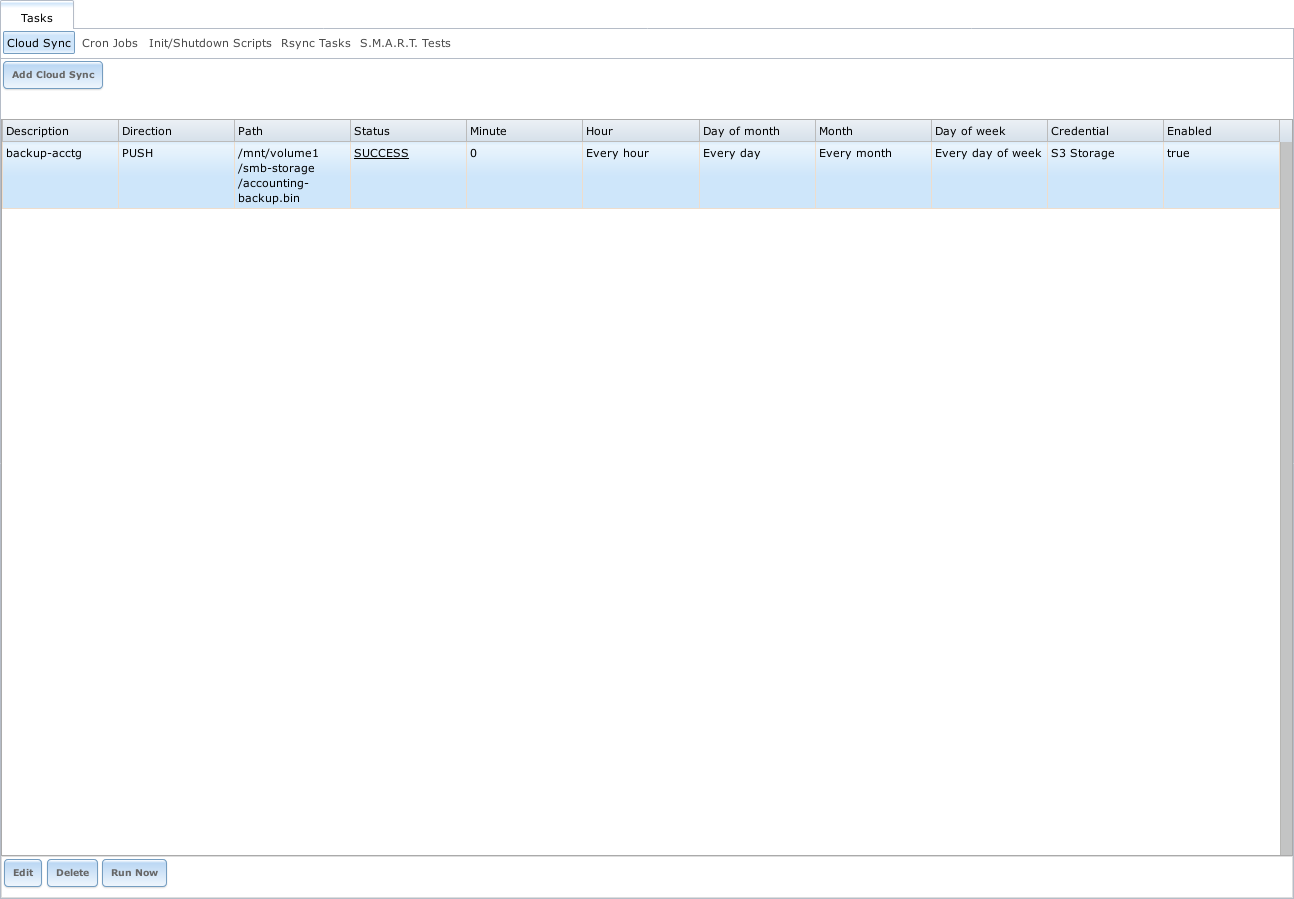 Tasks
Cloud Sync Cron Jobs Init/Shutdown Scripts Rsync Tasks S.M.A.R.T. Tests
Add Cloud Sync
Description Direction Path Status Minute Hour Day of month Month Day of week Credential Enabled
backup-acctg PUSH /mnt/volume1 SUCCESS 0 Every hour Every day Every month Every day of week S3 Storage true
/smb-storage
/accounting-
backup.bin
Edit Delete Run Now